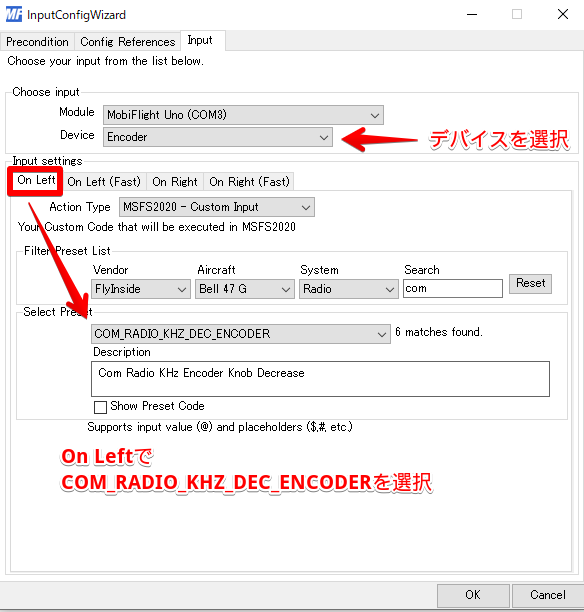 MF InputConfigWizard
Precondition Config References Input
Choose your input from the list below.
Choose input
Module MobiFlight Uno (COM3)
Device Encoder
デバイスを選択
Input settings
On Left On Left (Fast) On Right On Right (Fast)
Action Type MSFS2020 - Custom Input
Your Custom Code that will be executed in MSFS2020
Filter Preset List
Vendor Aircraft System Search
FlyInside Bell 47 G Radio com Reset
Select Preset
COM_RADIO_KHZ_DEC_ENCODER 6 matches found.
Description
Com Radio KHz Encoder Knob Decrease
Show Preset Code
Supports input value (@) and placeholders ($,#, etc.)
On Leftで
COM_RADIO_KHZ_DEC_ENCODERを選択
OK Cancel